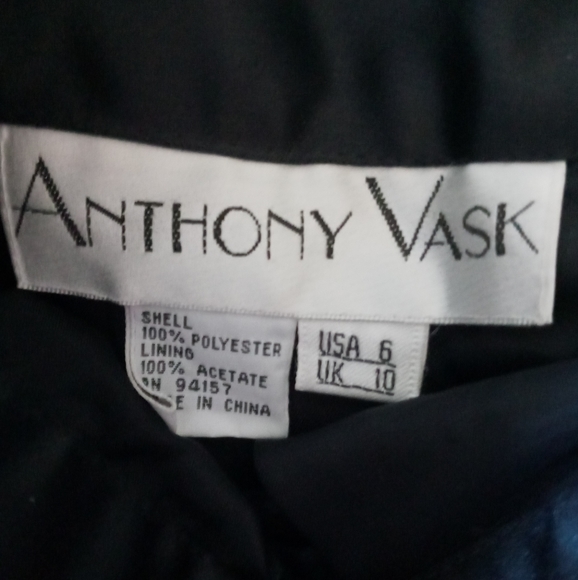 ANTHONY VASK
SHELL
100% POLYESTER
LINING
100% ACETATE
94157
IN CHINA
USA 6
UK 10